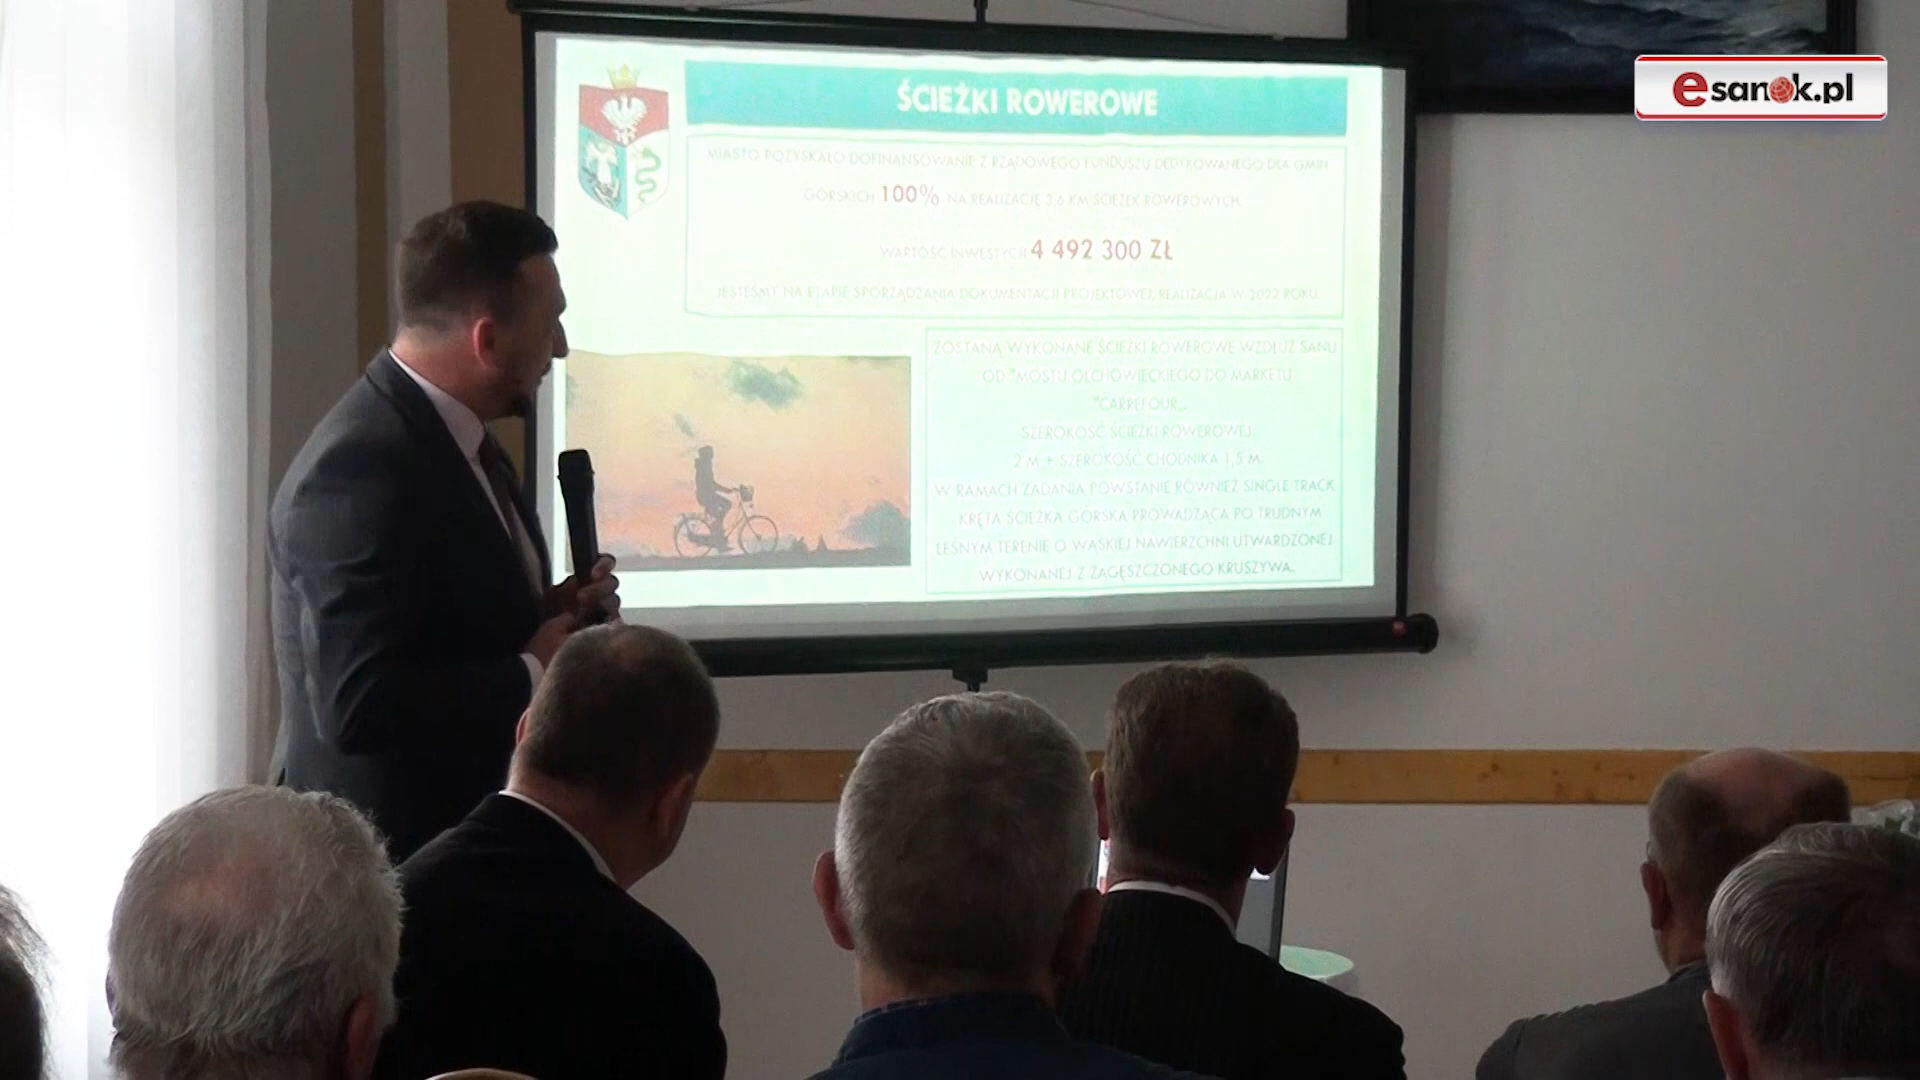 esanok.pl
ŚCIEŻKI ROWEROWE
MIASTO POZYSKAŁO DOFINANSOWANIE Z RZĄDOWEGO FUNDUSZU DEDYKOWANEGO DLA GMIN
GÓRSKICH 100% NA REALIZACJĘ 3,6 KM ŚCIEŻEK ROWEROWYCH.
WARTOŚĆ INWESTYCJI 4 492 300 ZŁ
JESTEŚMY NA ETAPIE SPORZĄDZANIA DOKUMENTACJI PROJEKTOWEJ, REALIZACJA W 2022 ROKU.
ZOSTANĄ WYKONANE ŚCIEŻKI ROWEROWE WZDŁUŻ SANU
OD "MOSTU OLCHOWIECKIEGO DO MARKETU
"CARREFOUR„
SZEROKOŚĆ ŚCIEŻKI ROWEROWEJ
2 M + SZEROKOŚĆ CHODNIKA 1,5 M.
W RAMACH ZADANIA POWSTANIE RÓWNIEŻ SINGLE TRACK
- KRĘTA ŚCIEŻKA GÓRSKA PROWADZĄCA PO TRUDNYM
LEŚNYM TERENIE O WĄSKIEJ NAWIERZCHNI UTWARDZONEJ
WYKONANEJ Z ZAGĘSZCZONEGO KRUSZYWA.